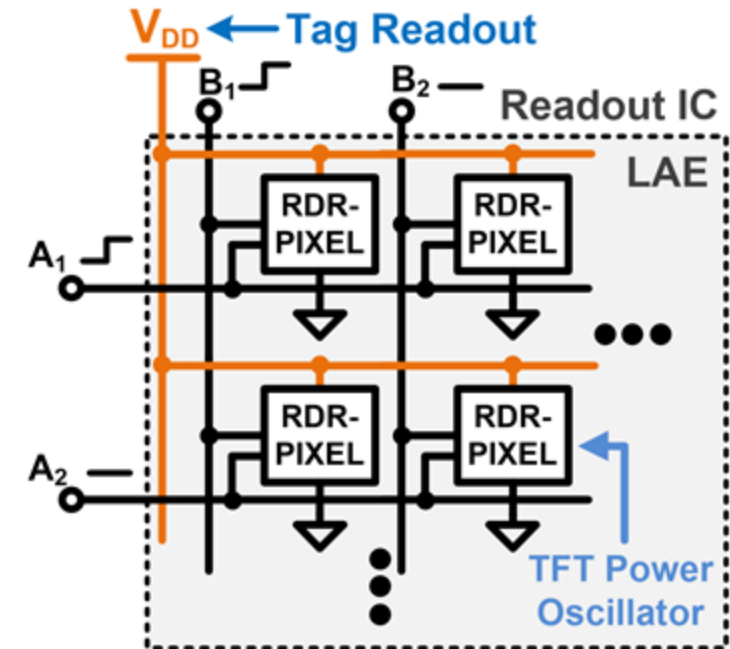 VDD Tag Readout
B1 B2 Readout IC
LAE
RDR-
PIXEL
RDR-
PIXEL
A1
RDR-
PIXEL
RDR-
PIXEL
A2
TFT Power
Oscillator